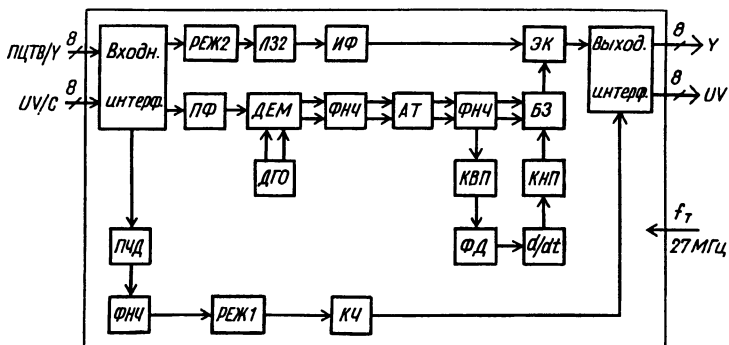 8
ПЦТВ/Y
8
UV/C
Входн.
интерф.
РЕЖ2
ЛЗ2
ИФ
ЭК
Выход.
интерф.
8
Y
8
UV
ПФ
ДЕМ
ФНЧ
АТ
ФНЧ
БЗ
ДГО
КВП
КНП
ПЧД
ФД
d/dt
fт
27МГц
ФНЧ
РЕЖ1
КЧ